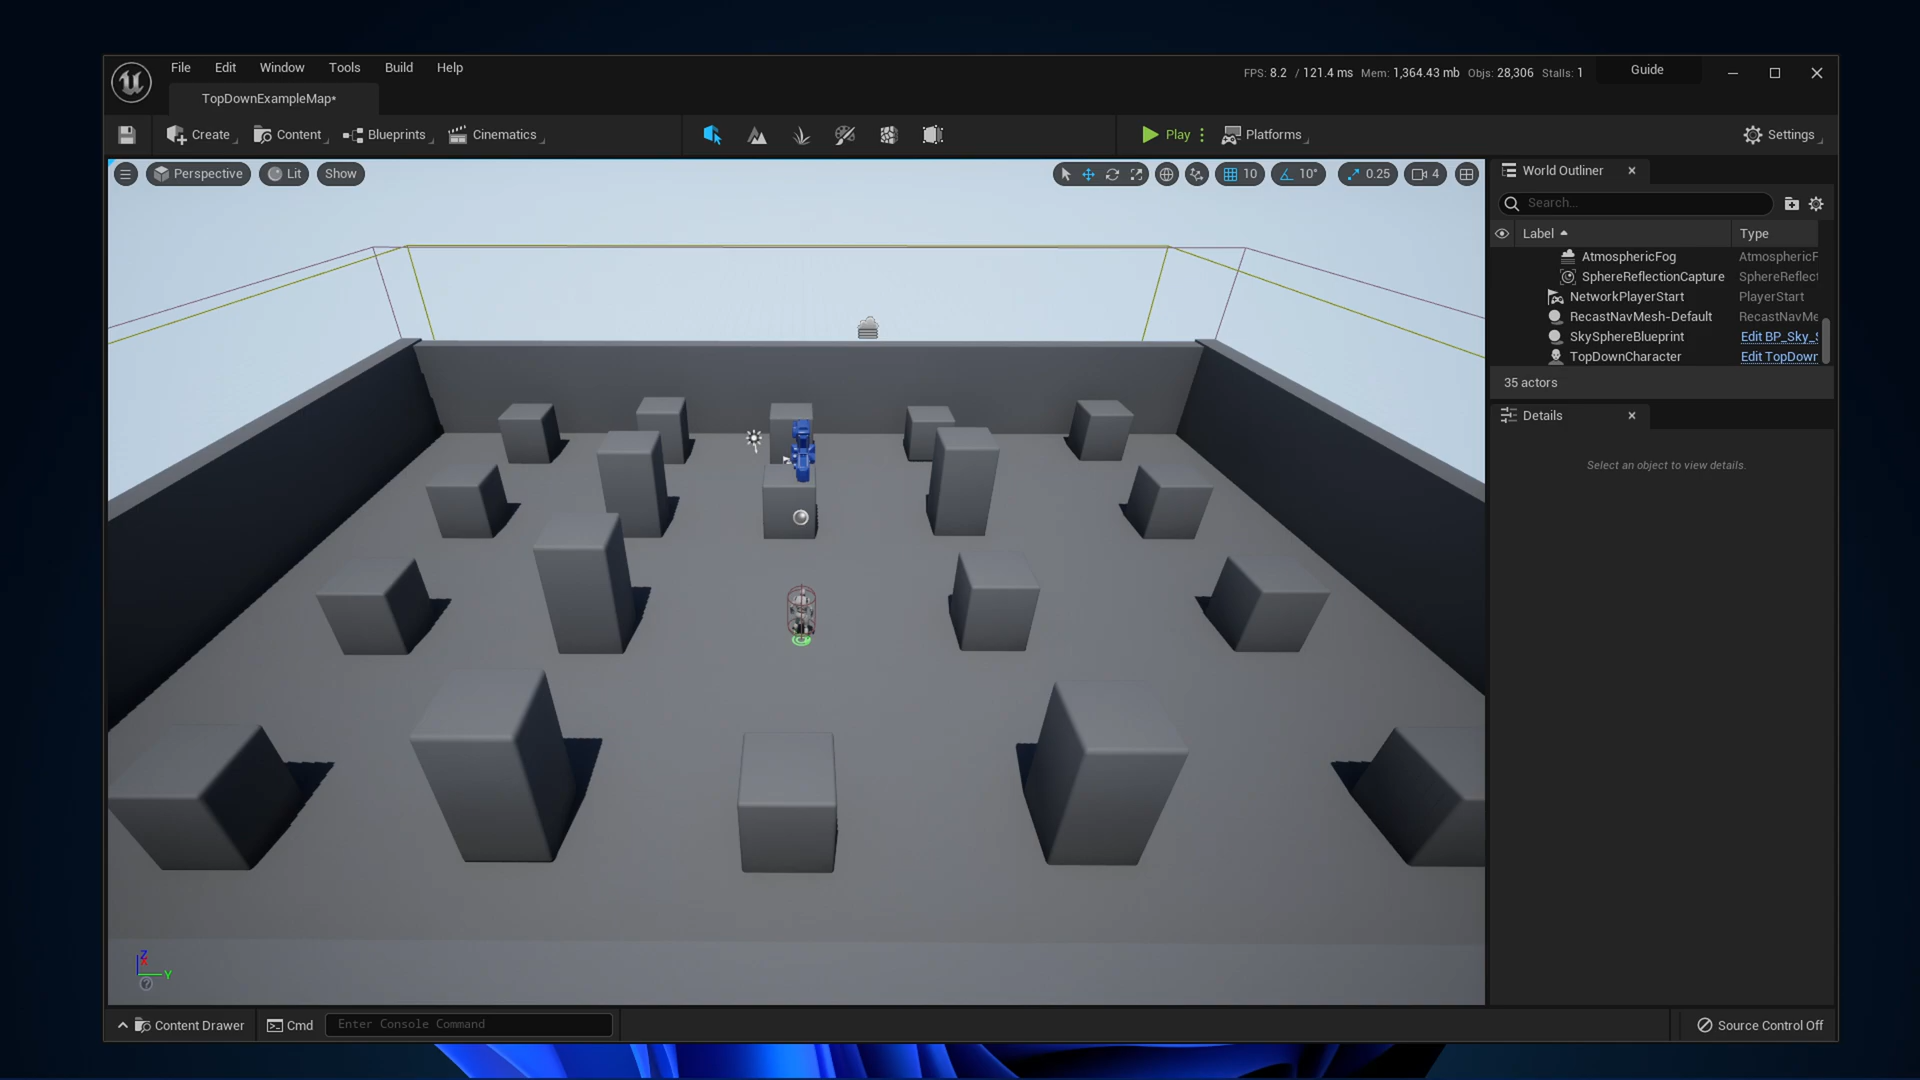 File Edit Window Tools Build Help
FPS: 8.2 / 121.4 ms Mem: 1,364.43 mb Objs: 28,306 Stalls: 1
Guide
TopDownExampleMap*
Create Content Blueprints Cinematics Play Platforms Settings
Perspective Lit Show
10 10° 0.25 4
World Outliner
Search...
Label Type
AtmosphericFog AtmosphericF
SphereReflectionCapture SphereReflect
NetworkPlayerStart PlayerStart
RecastNavMesh-Default RecastNavMe
SkySphereBlueprint Edit BP_Sky_S
TopDownCharacter Edit TopDown
35 actors
Details
Select an object to view details.
Z
X
Y
Content Drawer Cmd Enter Console Command Source Control Off